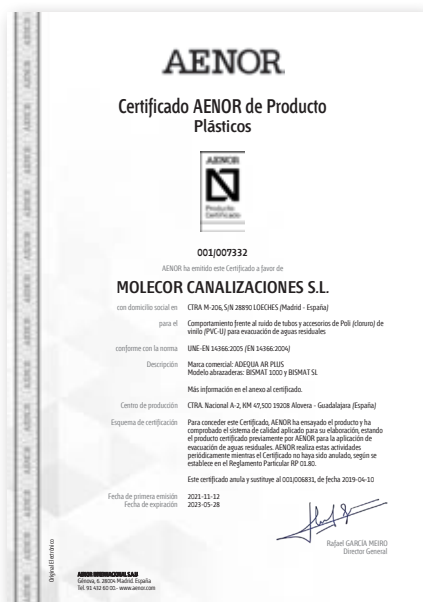 AENOR
Certificado AENOR de Producto
Plásticos
AENOR
Producto
Certificado
001/007332
AENOR ha emitido este Certificado a favor de
MOLECOR CANALIZACIONES S.L.
con domicilio social en CTRA M-206, S/N 28890 LOECHES (Madrid - España)
para el Comportamiento frente al ruido de tubos y accesorios de Poli (cloruro) de
vinilo (PVC-U) para evacuación de aguas residuales
conforme con la norma UNE-EN 14366:2005 (EN 14366:2004)
Descripción Marca comercial: ADEQUA AR PLUS
Modelo abrazaderas: BISMAT 1000 y BISMAT SL
Más información en el anexo al certificado.
Centro de producción CTRA. Nacional A-2, KM 47,500 19208 Alovera - Guadalajara (España)
Esquema de certificación Para conceder este Certificado, AENOR ha ensayado el producto y ha
comprobado el sistema de calidad aplicado para su elaboración, estando
el producto certificado previamente por AENOR para la aplicación de
evacuación de aguas residuales. AENOR realiza estas actividades
periódicamente mientras el Certificado no haya sido anulado, según se
establece en el Reglamento Particular RP 01.80.
Este certificado anula y sustituye al 001/006831, de fecha 2019-04-10
Fecha de primera emisión 2021-11-12
Fecha de expiración 2023-05-28
Rafael GARCÍA MEIRO
Director General
Original Electrónico
AENOR INTERNACIONAL S.A.U.
Génova, 6. 28004 Madrid. España
Tel. 91 432 60 00.- www.aenor.com